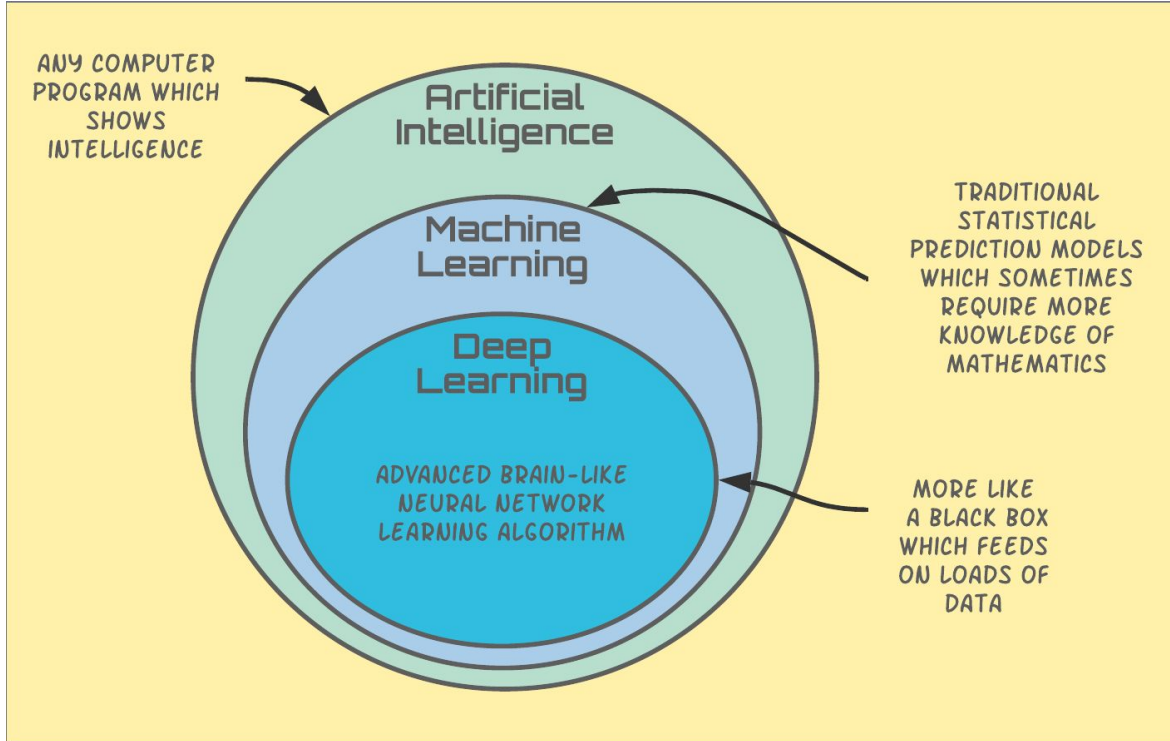 ANY COMPUTER
PROGRAM WHICH
SHOWS
INTELLIGENCE
Artificial
Intelligence
Machine
Learning
Deep
Learning
ADVANCED BRAIN-LIKE
NEURAL NETWORK
LEARNING ALGORITHM
TRADITIONAL
STATISTICAL
PREDICTION MODELS
WHICH SOMETIMES
REQUIRE MORE
KNOWLEDGE OF
MATHEMATICS
MORE LIKE
A BLACK BOX
WHICH FEEDS
ON LOADS OF
DATA